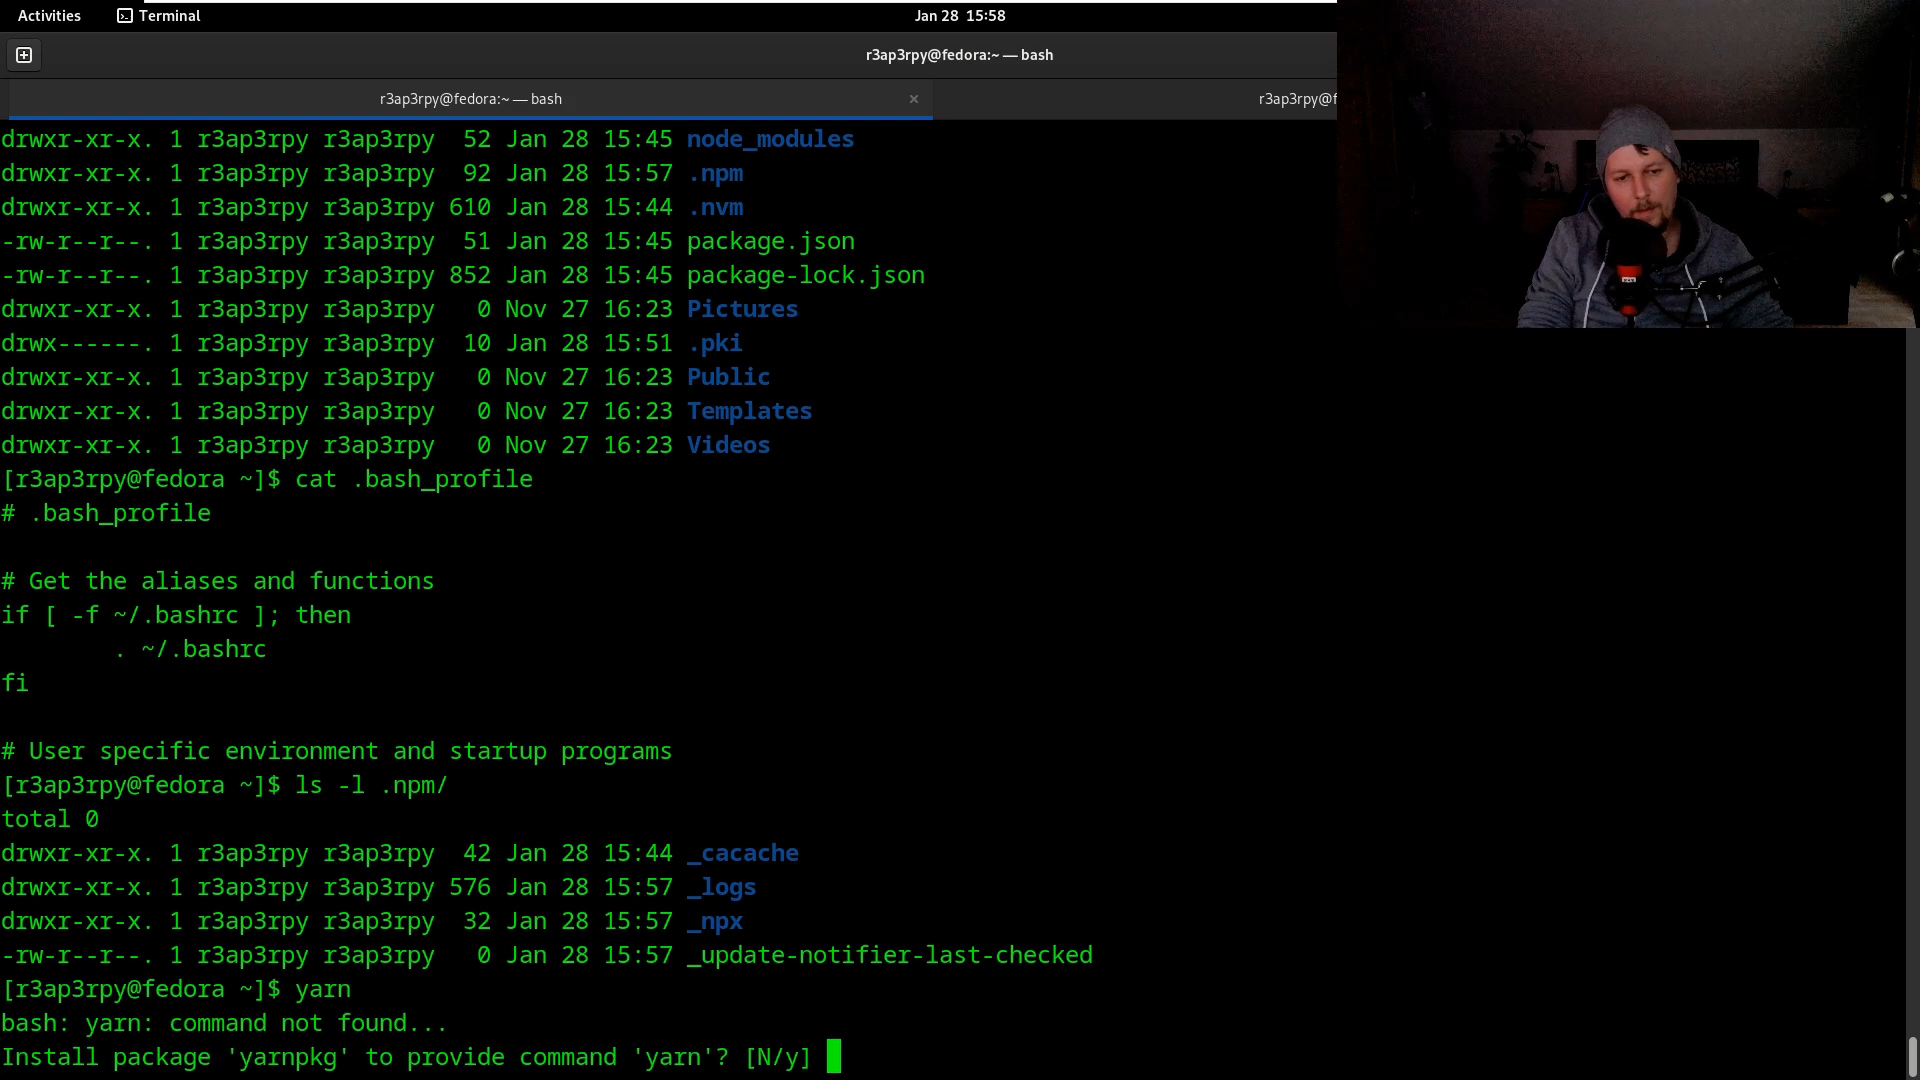 Activities Terminal Jan 28 15:58
r3ap3rpy@fedora:~ — bash
r3ap3rpy@fedora:~ — bash × r3ap3rpy@f
drwxr-xr-x. 1 r3ap3rpy r3ap3rpy  52 Jan 28 15:45 node_modules
drwxr-xr-x. 1 r3ap3rpy r3ap3rpy  92 Jan 28 15:57 .npm
drwxr-xr-x. 1 r3ap3rpy r3ap3rpy 610 Jan 28 15:44 .nvm
-rw-r--r--. 1 r3ap3rpy r3ap3rpy  51 Jan 28 15:45 package.json
-rw-r--r--. 1 r3ap3rpy r3ap3rpy 852 Jan 28 15:45 package-lock.json
drwxr-xr-x. 1 r3ap3rpy r3ap3rpy   0 Nov 27 16:23 Pictures
drwx------. 1 r3ap3rpy r3ap3rpy  10 Jan 28 15:51 .pki
drwxr-xr-x. 1 r3ap3rpy r3ap3rpy   0 Nov 27 16:23 Public
drwxr-xr-x. 1 r3ap3rpy r3ap3rpy   0 Nov 27 16:23 Templates
drwxr-xr-x. 1 r3ap3rpy r3ap3rpy   0 Nov 27 16:23 Videos
[r3ap3rpy@fedora ~]$ cat .bash_profile
# .bash_profile
# Get the aliases and functions
if [ -f ~/.bashrc ]; then
        . ~/.bashrc
fi
# User specific environment and startup programs
[r3ap3rpy@fedora ~]$ ls -l .npm/
total 0
drwxr-xr-x. 1 r3ap3rpy r3ap3rpy  42 Jan 28 15:44 _cacache
drwxr-xr-x. 1 r3ap3rpy r3ap3rpy 576 Jan 28 15:57 _logs
drwxr-xr-x. 1 r3ap3rpy r3ap3rpy  32 Jan 28 15:57 _npx
-rw-r--r--. 1 r3ap3rpy r3ap3rpy   0 Jan 28 15:57 _update-notifier-last-checked
[r3ap3rpy@fedora ~]$ yarn
bash: yarn: command not found...
Install package 'yarnpkg' to provide command 'yarn'? [N/y]